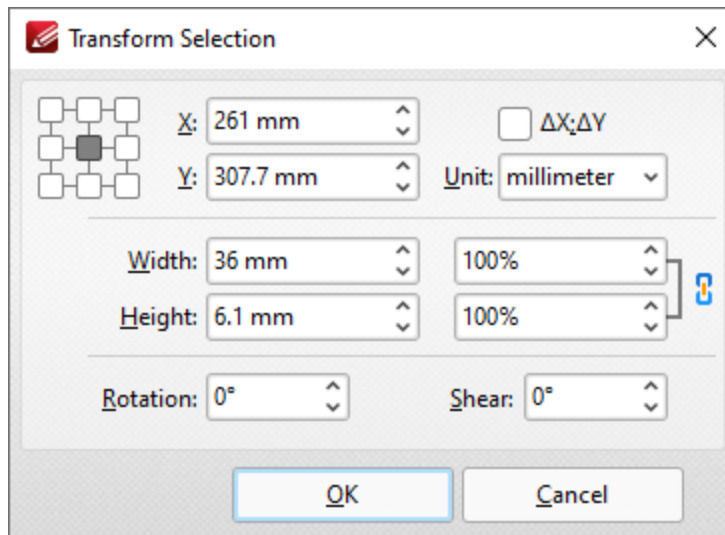 Transform Selection
X: 261 mm ΔX;ΔY
Y: 307.7 mm Unit: millimeter
Width: 36 mm 100%
Height: 6.1 mm 100%
Rotation: 0° Shear: 0°
OK Cancel